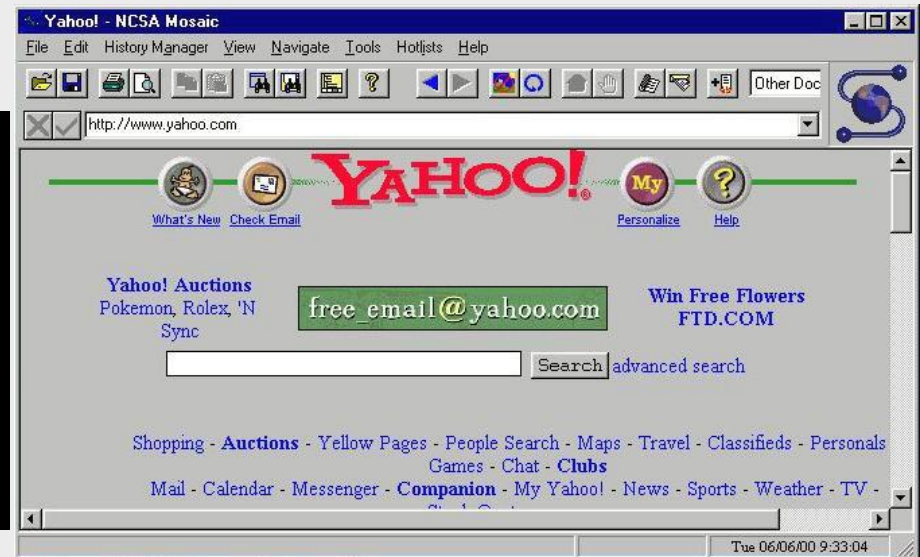 Yahoo! - NCSA Mosaic
File Edit History Manager View Navigate Tools Hotlists Help
Other Doc
http://www.yahoo.com
YAHOO!
My
What's New Check Email Personalize Help
Yahoo! Auctions
Pokemon, Rolex, 'N
Sync
free_email@yahoo.com
Win Free Flowers
FTD.COM
Search advanced search
Shopping - Auctions - Yellow Pages - People Search - Maps - Travel - Classifieds - Personals
Games - Chat - Clubs
Mail - Calendar - Messenger - Companion - My Yahoo! - News - Sports - Weather - TV -
Tue 06/06/00 9:33:04